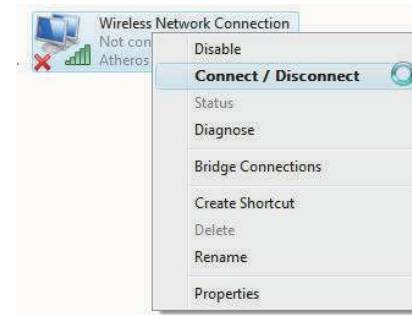 Wireless Network Connection
Not con
Atheros
Disable
Connect / Disconnect
Status
Diagnose
Bridge Connections
Create Shortcut
Delete
Rename
Properties